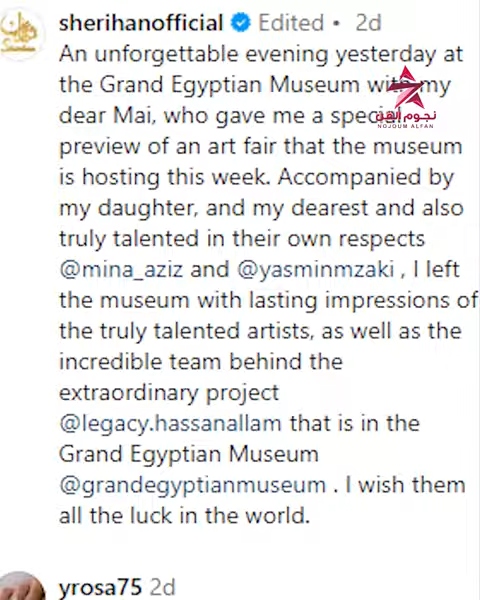 sherihanofficial Edited • 2d
An unforgettable evening yesterday at
the Grand Egyptian Museum with my
dear Mai, who gave me a special
preview of an art fair that the museum
is hosting this week. Accompanied by
my daughter, and my dearest and also
truly talented in their own respects
@mina_aziz and @yasminmzaki , I left
the museum with lasting impressions of
the truly talented artists, as well as the
incredible team behind the
extraordinary project
@legacy.hassanallam that is in the
Grand Egyptian Museum
@grandegyptianmuseum . I wish them
all the luck in the world.
نجوم الفن
NOJOUM ALFAN
yrosa75 2d